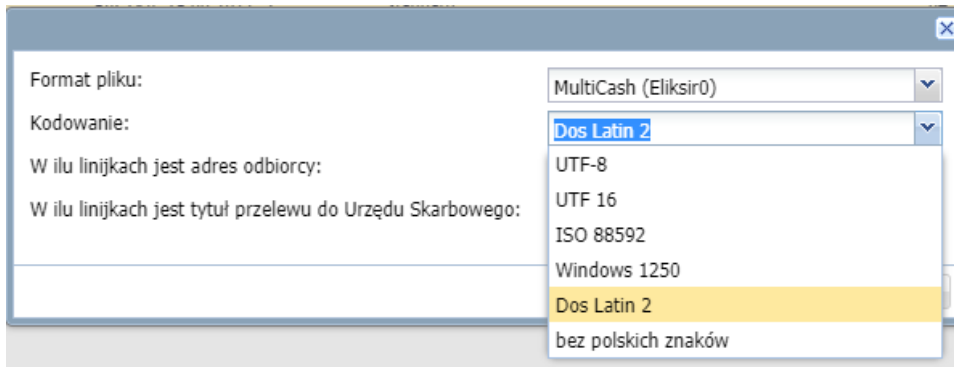 Format pliku:
MultiCash (Eliksir0)
Kodowanie:
Dos Latin 2
W ilu linijkach jest adres odbiorcy:
W ilu linijkach jest tytuł przelewu do Urzędu Skarbowego:
UTF-8
UTF 16
ISO 88592
Windows 1250
Dos Latin 2
bez polskich znaków